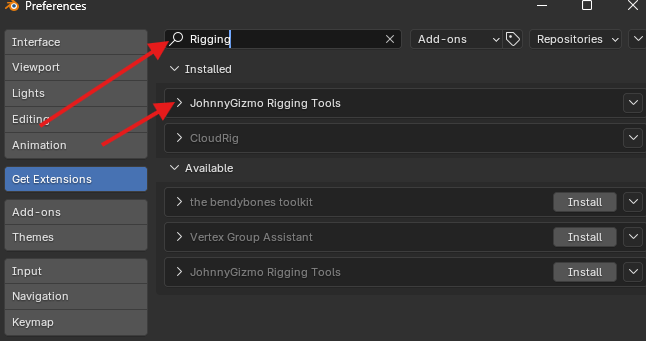 Preferences
Interface
Viewport
Lights
Editing
Animation
Get Extensions
Add-ons
Themes
Input
Navigation
Keymap
Rigging
Add-ons
Repositories
Installed
JohnnyGizmo Rigging Tools
CloudRig
Available
the bendybones toolkit
Install
Vertex Group Assistant
Install
JohnnyGizmo Rigging Tools
Install